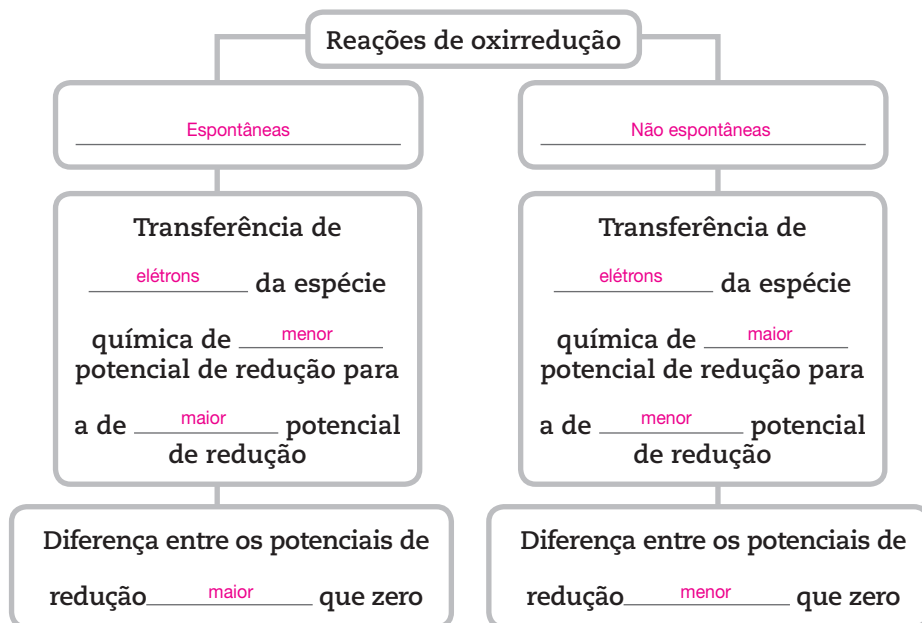 Reações de oxirredução
Espontâneas
Transferência de
elétrons da espécie
química de menor
potencial de redução para
a de maior potencial
de redução
Diferença entre os potenciais de
redução maior que zero
Não espontâneas
Transferência de
elétrons da espécie
química de maior
potencial de redução para
a de menor potencial
de redução
Diferença entre os potenciais de
redução menor que zero